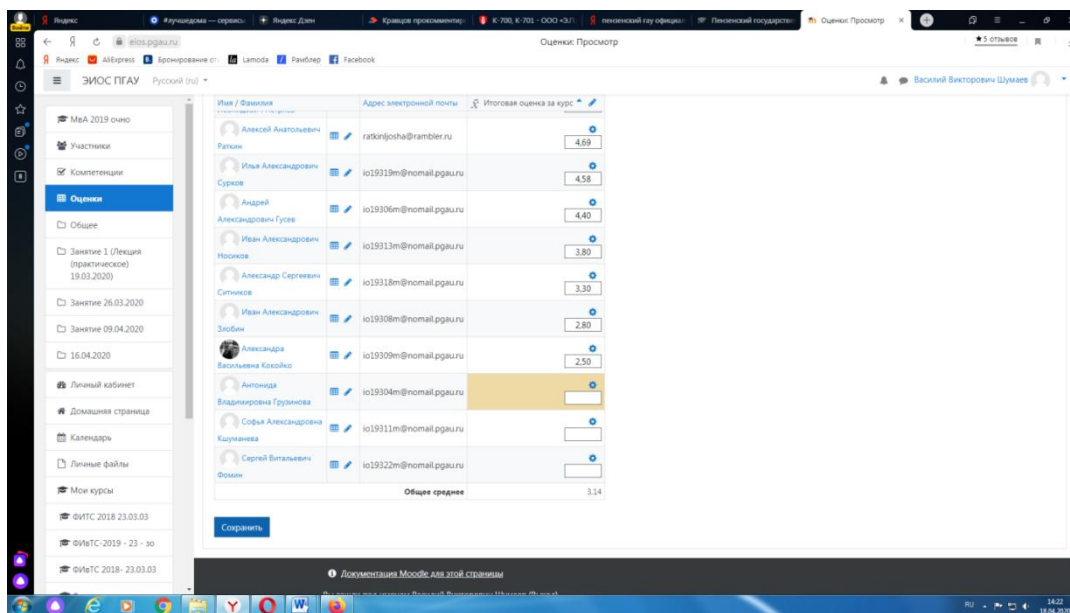 Яндекс
#лучшедома — сервисы
Яндекс Дзен
Кравцов прокомментир
К-700, К-701 - ООО «З.П.
пензенский гау официал
Пензенский государстве
Оценки: Просмотр
Войти
eios.pgau.ru
Оценки: Просмотр
★ 5 отзывов
Яндекс
AliExpress
Бронирование от
Lamoda
Рамблер
Facebook
ЭИОС ПГАУ
Русский (ru)
Василий Викторович Шумаев
МвА 2019 очно
Участники
Компетенции
Оценки
Общее
Занятие 1 (Лекция
(практическое)
19.03.2020)
Занятие 26.03.2020
Занятие 09.04.2020
16.04.2020
Личный кабинет
Домашняя страница
Календарь
Личные файлы
Мои курсы
ФИТС 2018 23.03.03
ФИвТС-2019 - 23 - зо
ФИвТС 2018- 23.03.03
Имя / Фамилия
Адрес электронной почты
Итоговая оценка за курс
Алексей Анатольевич
Раткин
ratkinljosha@rambler.ru
4,69
Илья Александрович
Сурков
io19319m@nomail.pgau.ru
4,58
Андрей
Александрович Гусев
io19306m@nomail.pgau.ru
4,40
Иван Александрович
Носиков
io19313m@nomail.pgau.ru
3,80
Александр Сергеевич
Ситников
io19318m@nomail.pgau.ru
3,30
Иван Александрович
Злобин
io19308m@nomail.pgau.ru
2,80
Александра
Васильевна Кокойко
io19309m@nomail.pgau.ru
2,50
Антонида
Владимировна Грузинова
io19304m@nomail.pgau.ru
Софья Александровна
Кшуманева
io19311m@nomail.pgau.ru
Сергей Витальевич
Фомин
io19322m@nomail.pgau.ru
Общее среднее
3,14
Сохранить
Документация Moodle для этой страницы
RU
14:22
18.04.2020